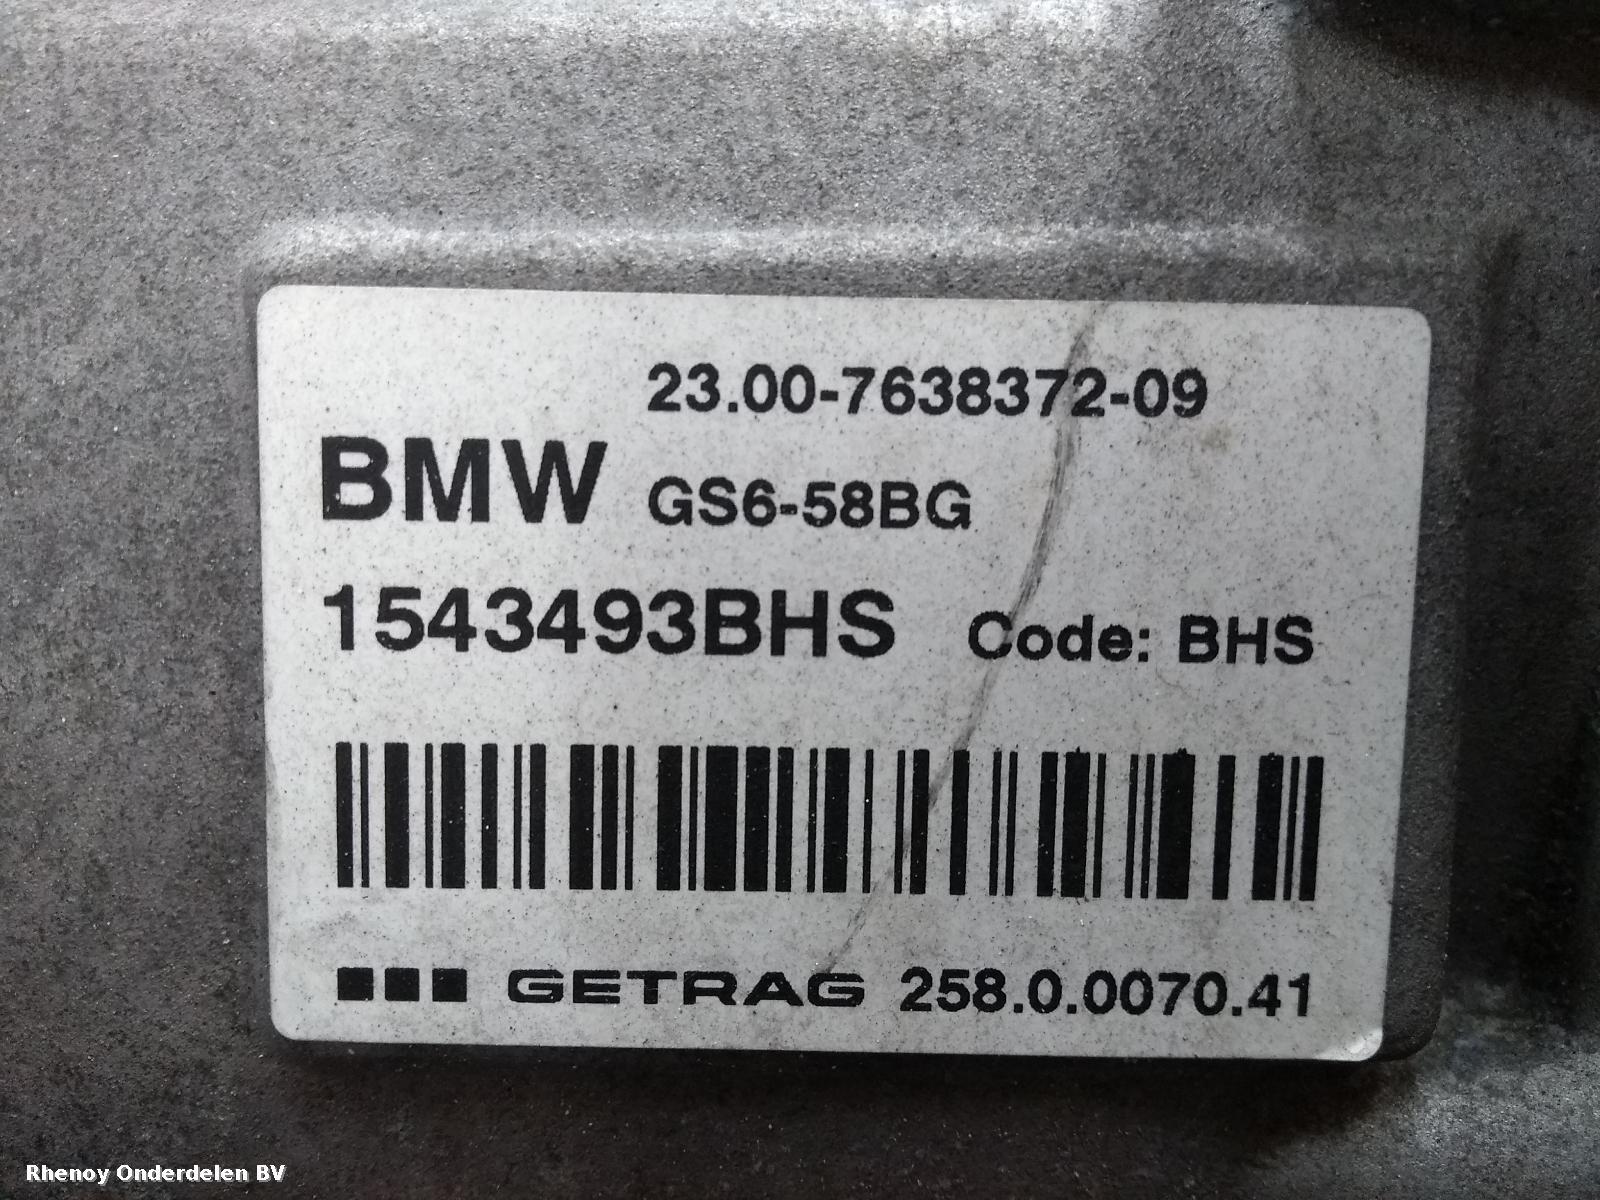 23.00-7638372-09
BMW GS6-58BG
1543493BHS Code: BHS
GETRAG 258.0.0070.41
Rhenoy Onderdelen BV